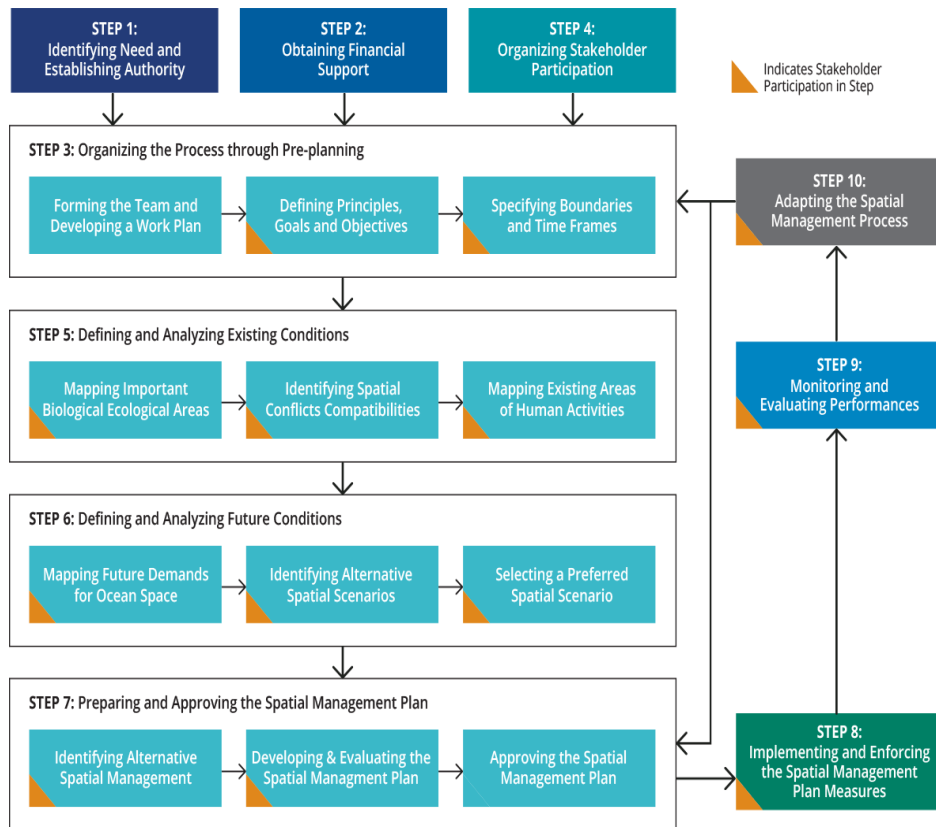 STEP 1:
Identifying Need and
Establishing Authority
STEP 2:
Obtaining Financial
Support
STEP 4:
Organizing Stakeholder
Participation
Indicates Stakeholder
Participation in Step
STEP 3: Organizing the Process through Pre-planning
Forming the Team and
Developing a Work Plan
Defining Principles,
Goals and Objectives
Specifying Boundaries
and Time Frames
STEP 10:
Adapting the Spatial
Management Process
STEP 5: Defining and Analyzing Existing Conditions
Mapping Important
Biological Ecological Areas
Identifying Spatial
Conflicts Compatibilities
Mapping Existing Areas
of Human Activities
STEP 9:
Monitoring and
Evaluating Performances
STEP 6: Defining and Analyzing Future Conditions
Mapping Future Demands
for Ocean Space
Identifying Alternative
Spatial Scenarios
Selecting a Preferred
Spatial Scenario
STEP 7: Preparing and Approving the Spatial Management Plan
Identifying Alternative
Spatial Management
Developing & Evaluating the
Spatial Managment Plan
Approving the Spatial
Management Plan
STEP 8:
Implementing and Enforcing
the Spatial Management
Plan Measures